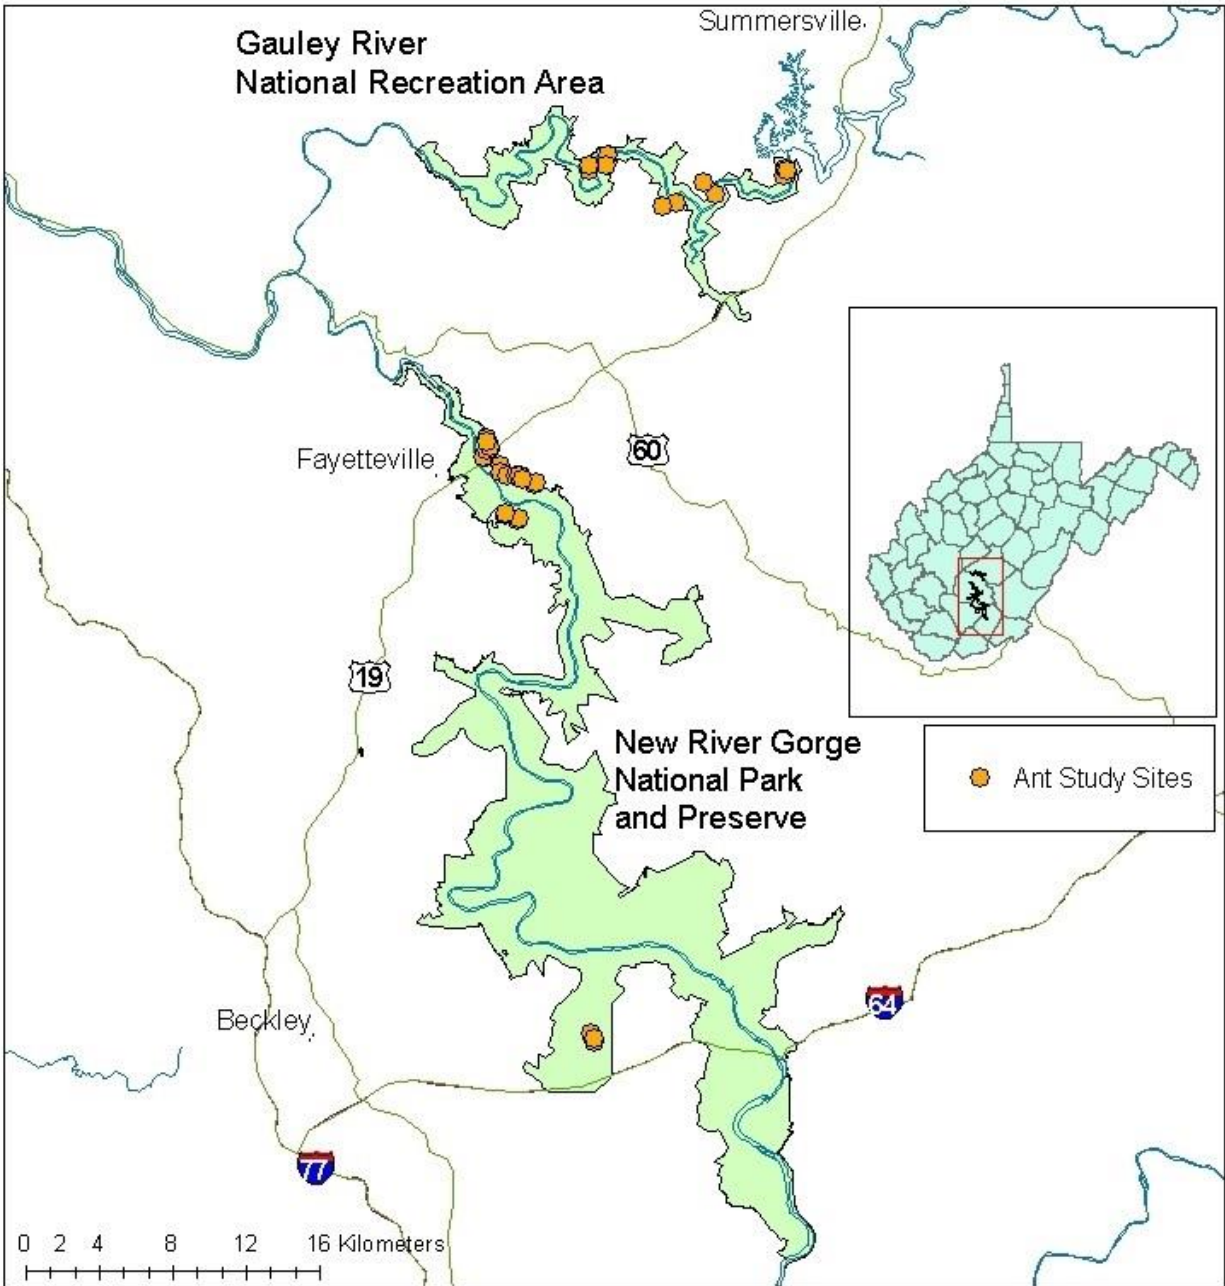 Summersville
Gauley River
National Recreation Area
Fayetteville
60
19
New River Gorge
National Park
and Preserve
Ant Study Sites
64
Beckley
77
0 2 4 8 12 16 Kilometers